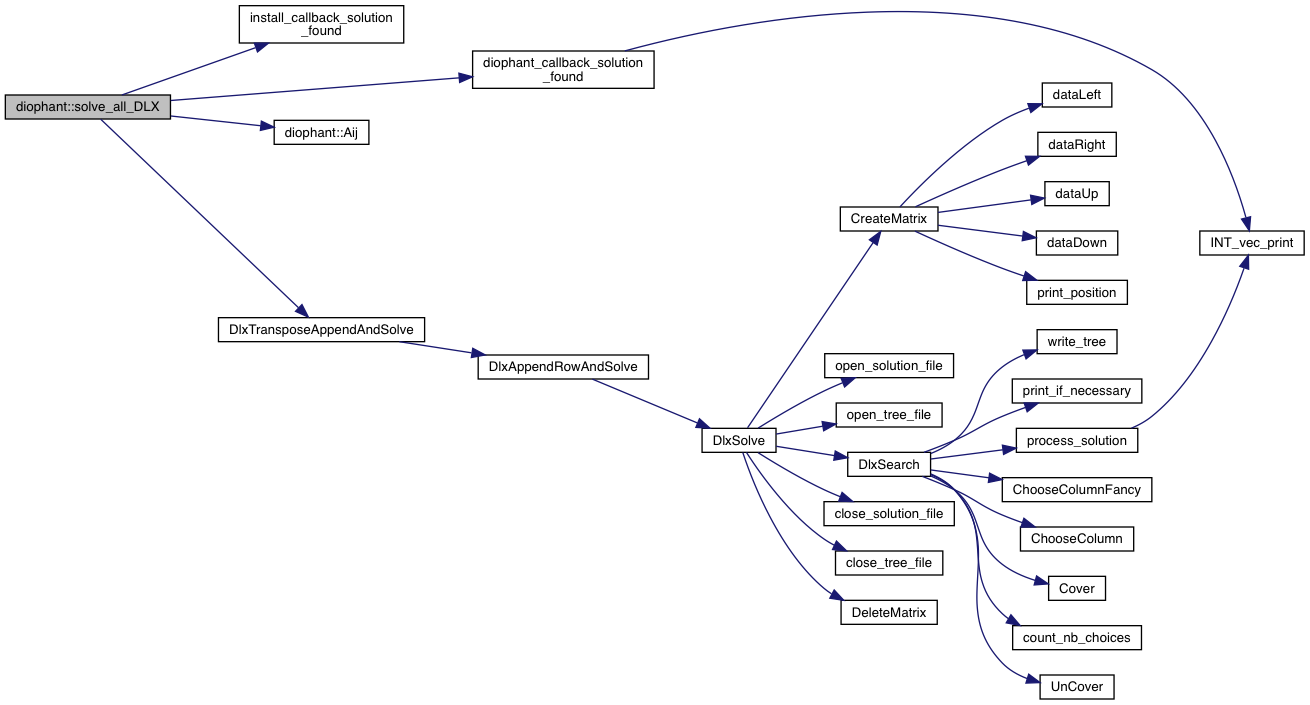 install_callback_solution
_found
diophant_callback_solution
_found
diophant::solve_all_DLX
diophant::Aij
dataLeft
dataRight
dataUp
CreateMatrix
dataDown
INT_vec_print
print_position
DlxTransposeAppendAndSolve
write_tree
DlxAppendRowAndSolve
open_solution_file
print_if_necessary
open_tree_file
DlxSolve
process_solution
DlxSearch
ChooseColumnFancy
close_solution_file
ChooseColumn
close_tree_file
Cover
DeleteMatrix
count_nb_choices
UnCover